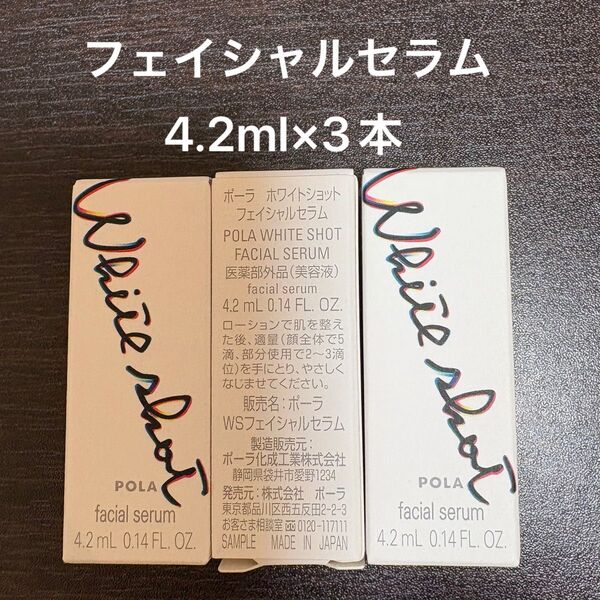 フェイシャルセラム
4.2ml×3本
White shot
POLA
facial serum
4.2 mL 0.14 FL. OZ.
ポーラ ホワイトショット
フェイシャルセラム
POLA WHITE SHOT
FACIAL SERUM
医薬部外品(美容液)
facial serum
4.2 mL 0.14 FL. OZ.
ローションで肌を整え
た後、適量(顔全体で5
滴、部分使用で2〜3滴
位)を手にとり、やさしく
なじませてください。
販売名:ポーラ
WSフェイシャルセラム
製造販売元:
ポーラ化成工業株式会社
静岡県袋井市愛野1234
発売元:株式会社 ポーラ
東京都品川区西五反田2-2-3
お客さま相談室☏0120-117111
SAMPLE MADE IN JAPAN
White shot
POLA
facial serum
4.2 mL 0.14 FL. OZ.